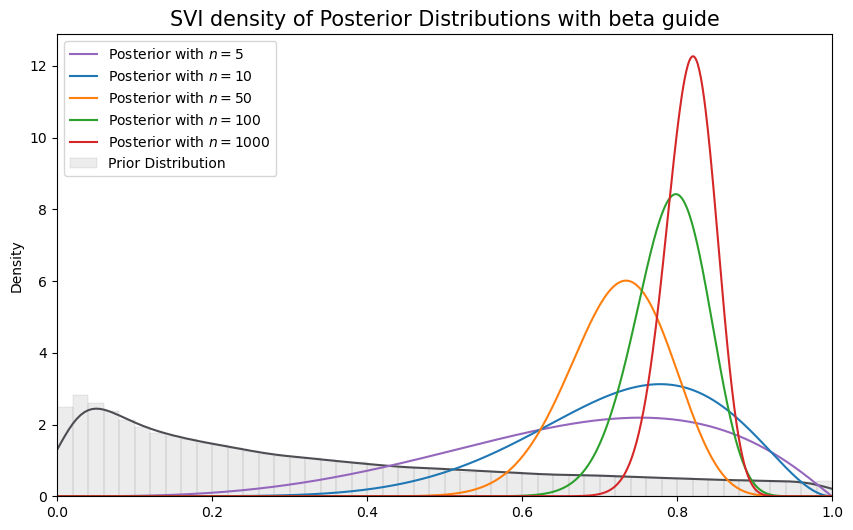 SVI density of Posterior Distributions with beta guide
Posterior with n = 5
Posterior with n = 10
Posterior with n = 50
Posterior with n = 100
Posterior with n = 1000
Prior Distribution
Density
12
10
8
6
4
2
0
0.0 0.2 0.4 0.6 0.8 1.0